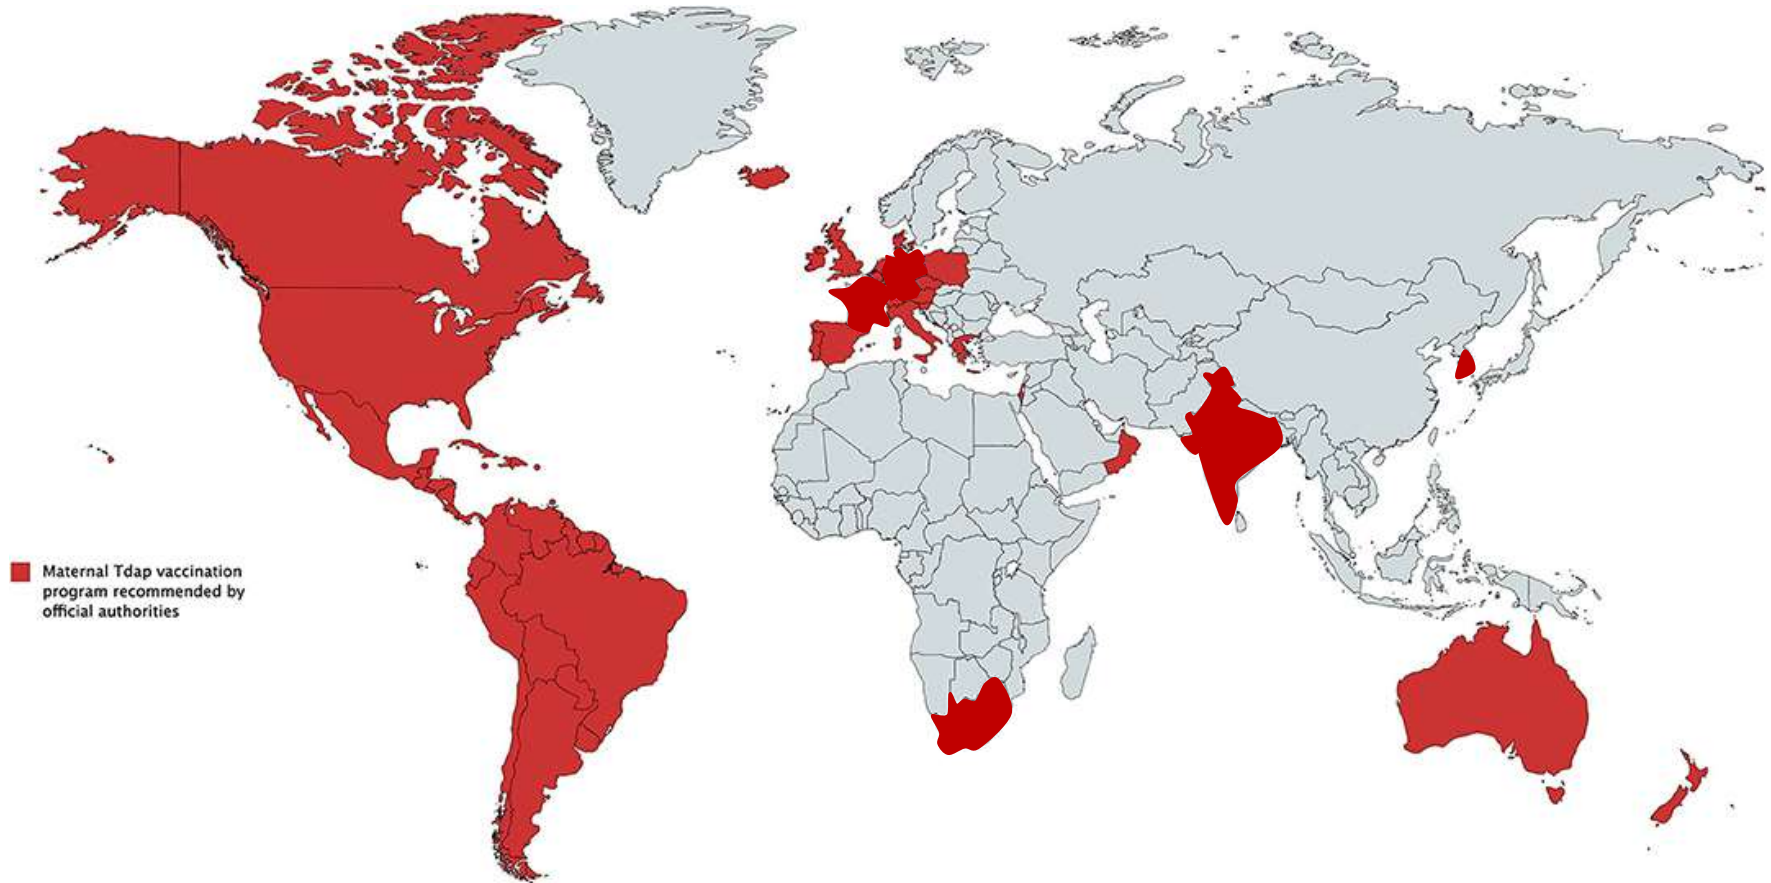 Maternal Tdap vaccination
program recommended by
official authorities